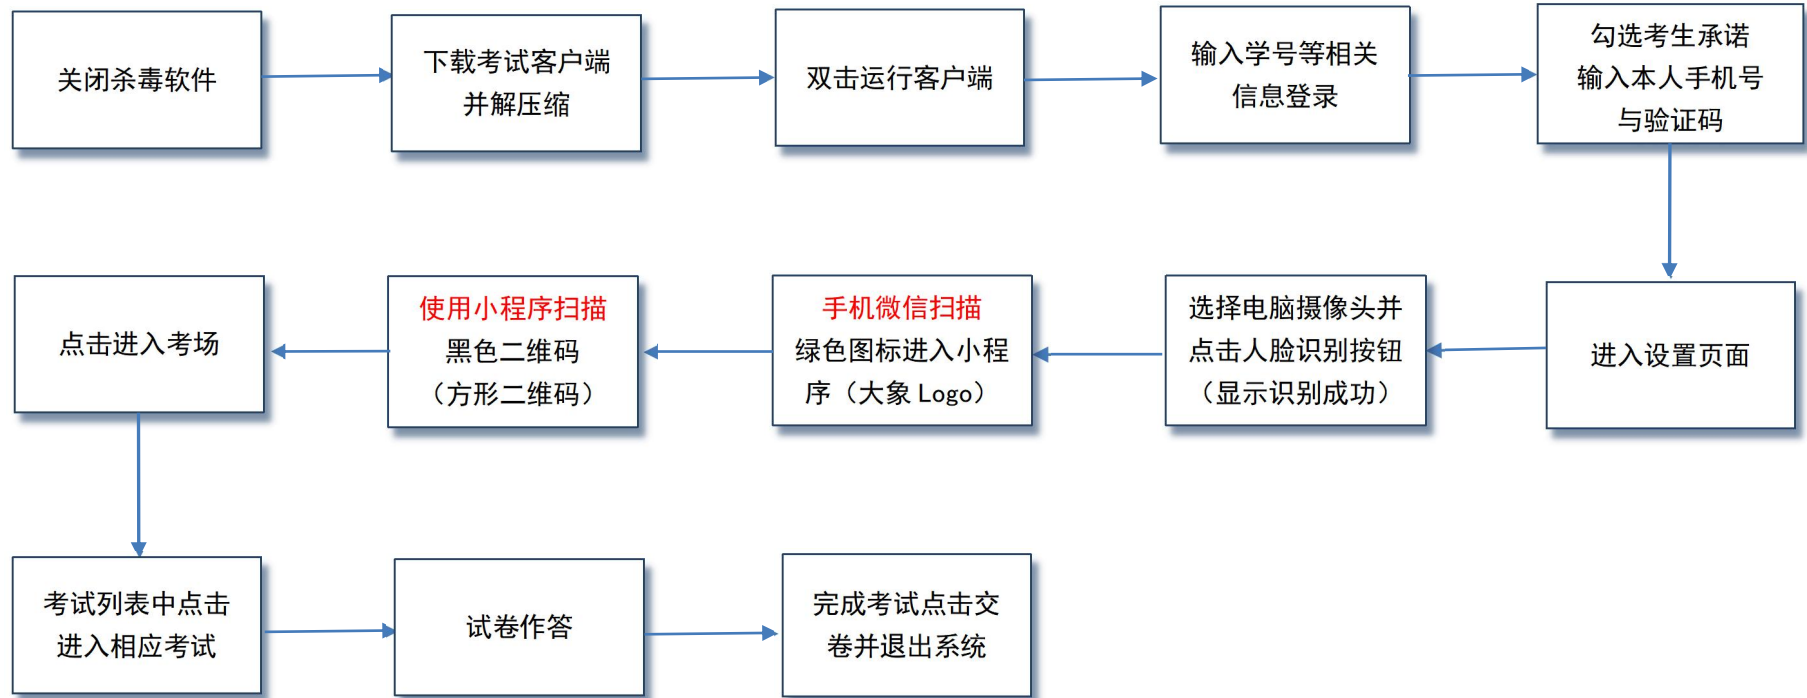 关闭杀毒软件
下载考试客户端
并解压缩
双击运行客户端
输入学号等相关
信息登录
勾选考生承诺
输入本人手机号
与验证码
进入设置页面
选择电脑摄像头并
点击人脸识别按钮
（显示识别成功）
手机微信扫描
绿色图标进入小程
序（大象 Logo）
使用小程序扫描
黑色二维码
（方形二维码）
点击进入考场
考试列表中点击
进入相应考试
试卷作答
完成考试点击交
卷并退出系统